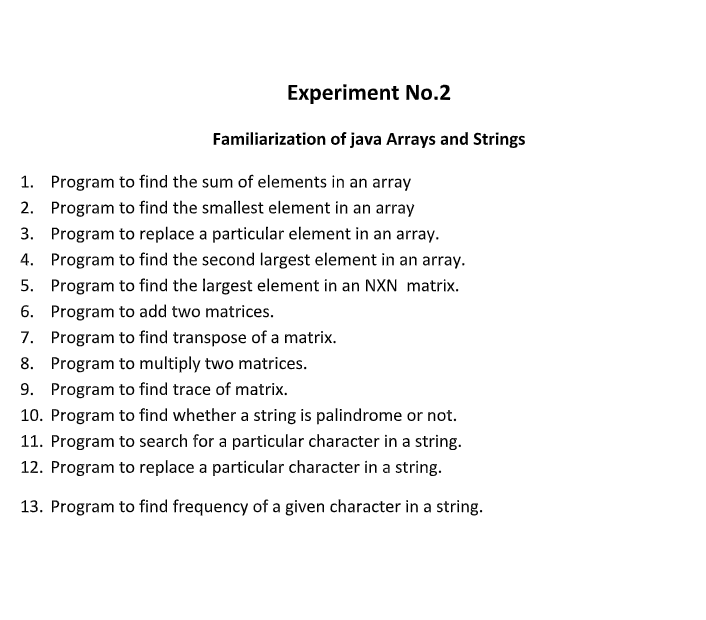 Experiment No.2
Familiarization of java Arrays and Strings
1. Program to find the sum of elements in an array
2. Program to find the smallest element in an array
3. Program to replace a particular element in an array.
4. Program to find the second largest element in an array.
5. Program to find the largest element in an NXN matrix.
6. Program to add two matrices.
7. Program to find transpose of a matrix.
8. Program to multiply two matrices.
9. Program to find trace of matrix.
10. Program to find whether a string is palindrome or not.
11. Program to search for a particular character in a string.
12. Program to replace a particular character in a string.
13. Program to find frequency of a given character in a string.